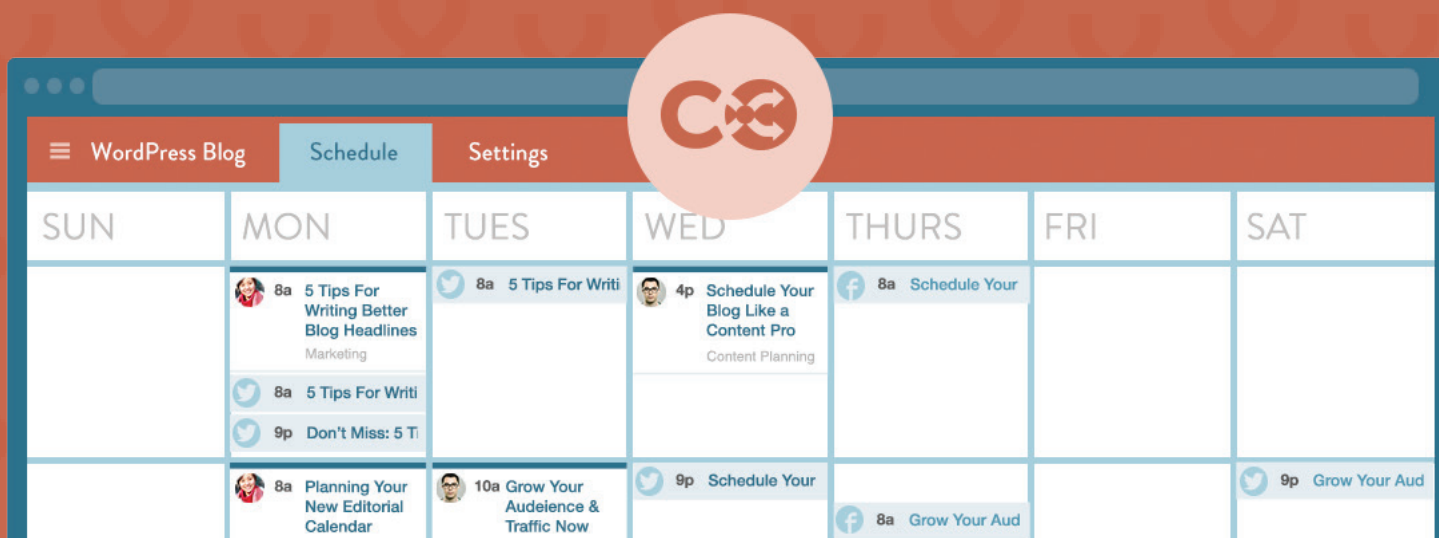 WordPress Blog Schedule Settings
SUN MON TUES WED THURS FRI SAT
8a 5 Tips For
Writing Better
Blog Headlines
Marketing
8a 5 Tips For Writi
9p Don't Miss: 5 Ti
8a 5 Tips For Writi
4p Schedule Your
Blog Like a
Content Pro
Content Planning
8a Schedule Your
8a Planning Your
New Editorial
Calendar
10a Grow Your
Audeience &
Traffic Now
9p Schedule Your
8a Grow Your Aud
9p Grow Your Aud